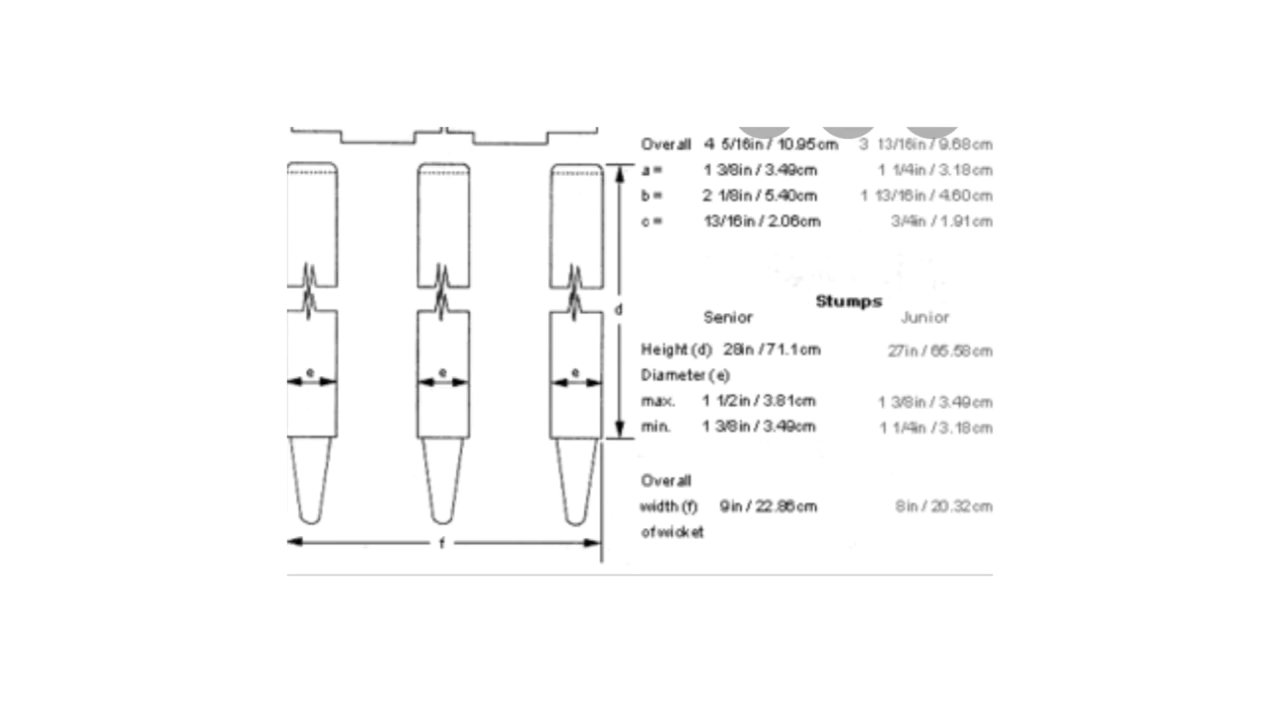 Overall 4 5/16in / 10.95cm 3 13/16in / 9.68cm
a = 1 3/8in / 3.49cm 1 1/4in / 3.18cm
b = 2 1/8in / 5.40cm 1 13/16in / 4.60cm
c = 13/16in / 2.06cm 3/4in / 1.91cm
Stumps
Senior Junior
d
Height (d) 28in / 71.1cm 27in / 65.58cm
Diameter (e)
e e e
max. 1 1/2in / 3.81cm 1 3/8in / 3.49cm
min. 1 3/8in / 3.49cm 1 1/4in / 3.18cm
Overall
width (f) 9in / 22.86cm 8in / 20.32cm
of wicket
f